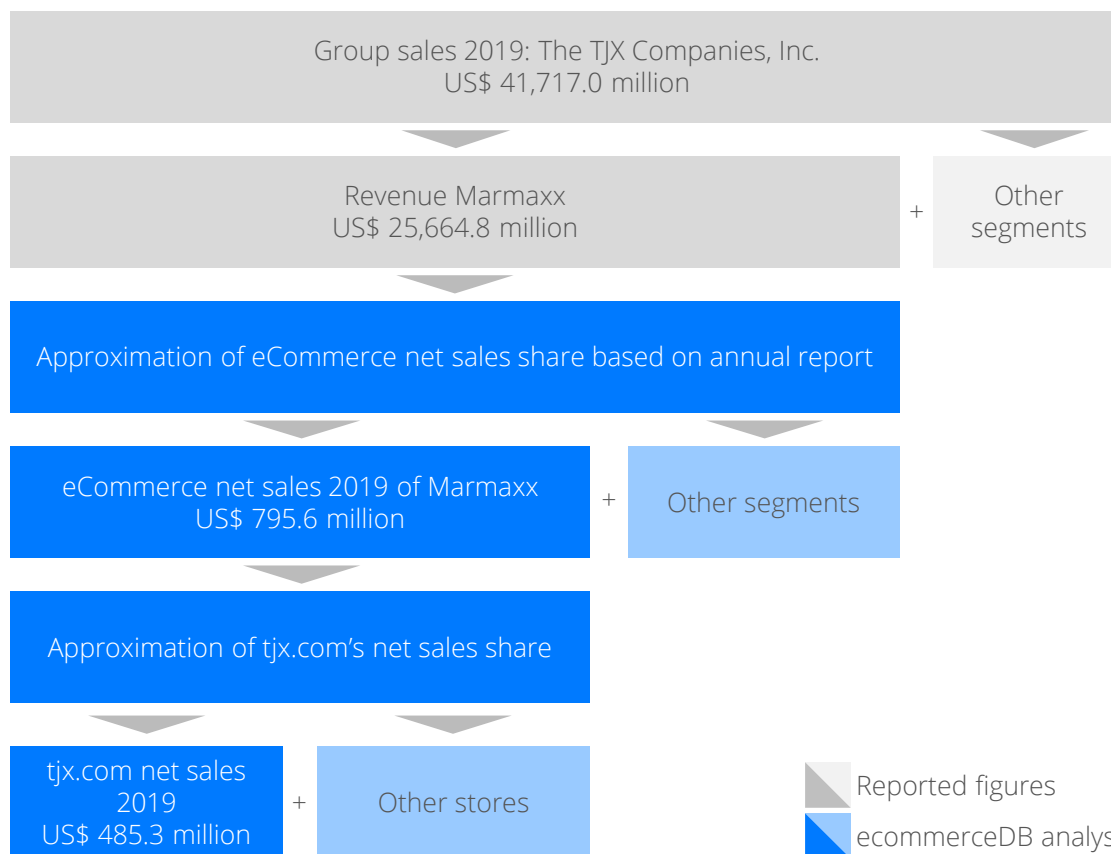 Group sales 2019: The TJX Companies, Inc.
US$ 41,717.0 million
Revenue Marmaxx
US$ 25,664.8 million
+
Other
segments
Approximation of eCommerce net sales share based on annual report
eCommerce net sales 2019 of Marmaxx
US$ 795.6 million
+
Other segments
Approximation of tjx.com's net sales share
tjx.com net sales
2019
US$ 485.3 million
+
Other stores
Reported figures
ecommerceDB analys